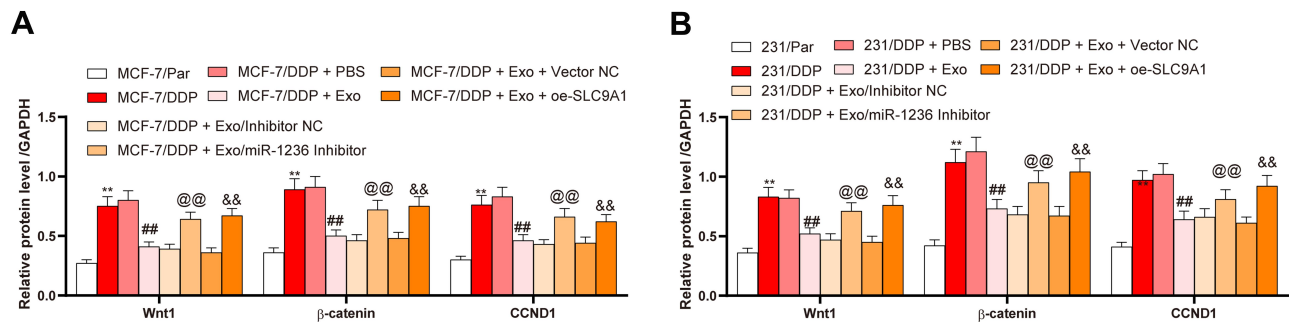 A
MCF-7/Par
MCF-7/DDP + PBS
MCF-7/DDP + Exo + Vector NC
MCF-7/DDP
MCF-7/DDP + Exo
MCF-7/DDP + Exo + oe-SLC9A1
MCF-7/DDP + Exo/Inhibitor NC
MCF-7/DDP + Exo/miR-1236 Inhibitor
Relative protein level /GAPDH
1.5
1.0
0.5
0.0
** ## @@ &&
** ## @@ &&
** ## @@ &&
Wnt1 β-catenin CCND1
B
231/Par
231/DDP + PBS
231/DDP + Exo + Vector NC
231/DDP
231/DDP + Exo
231/DDP + Exo + oe-SLC9A1
231/DDP + Exo/Inhibitor NC
231/DDP + Exo/miR-1236 Inhibitor
Relative protein level /GAPDH
1.5
1.0
0.5
0.0
** ## @@ &&
** ## @@ &&
** ## @@ &&
Wnt1 β-catenin CCND1